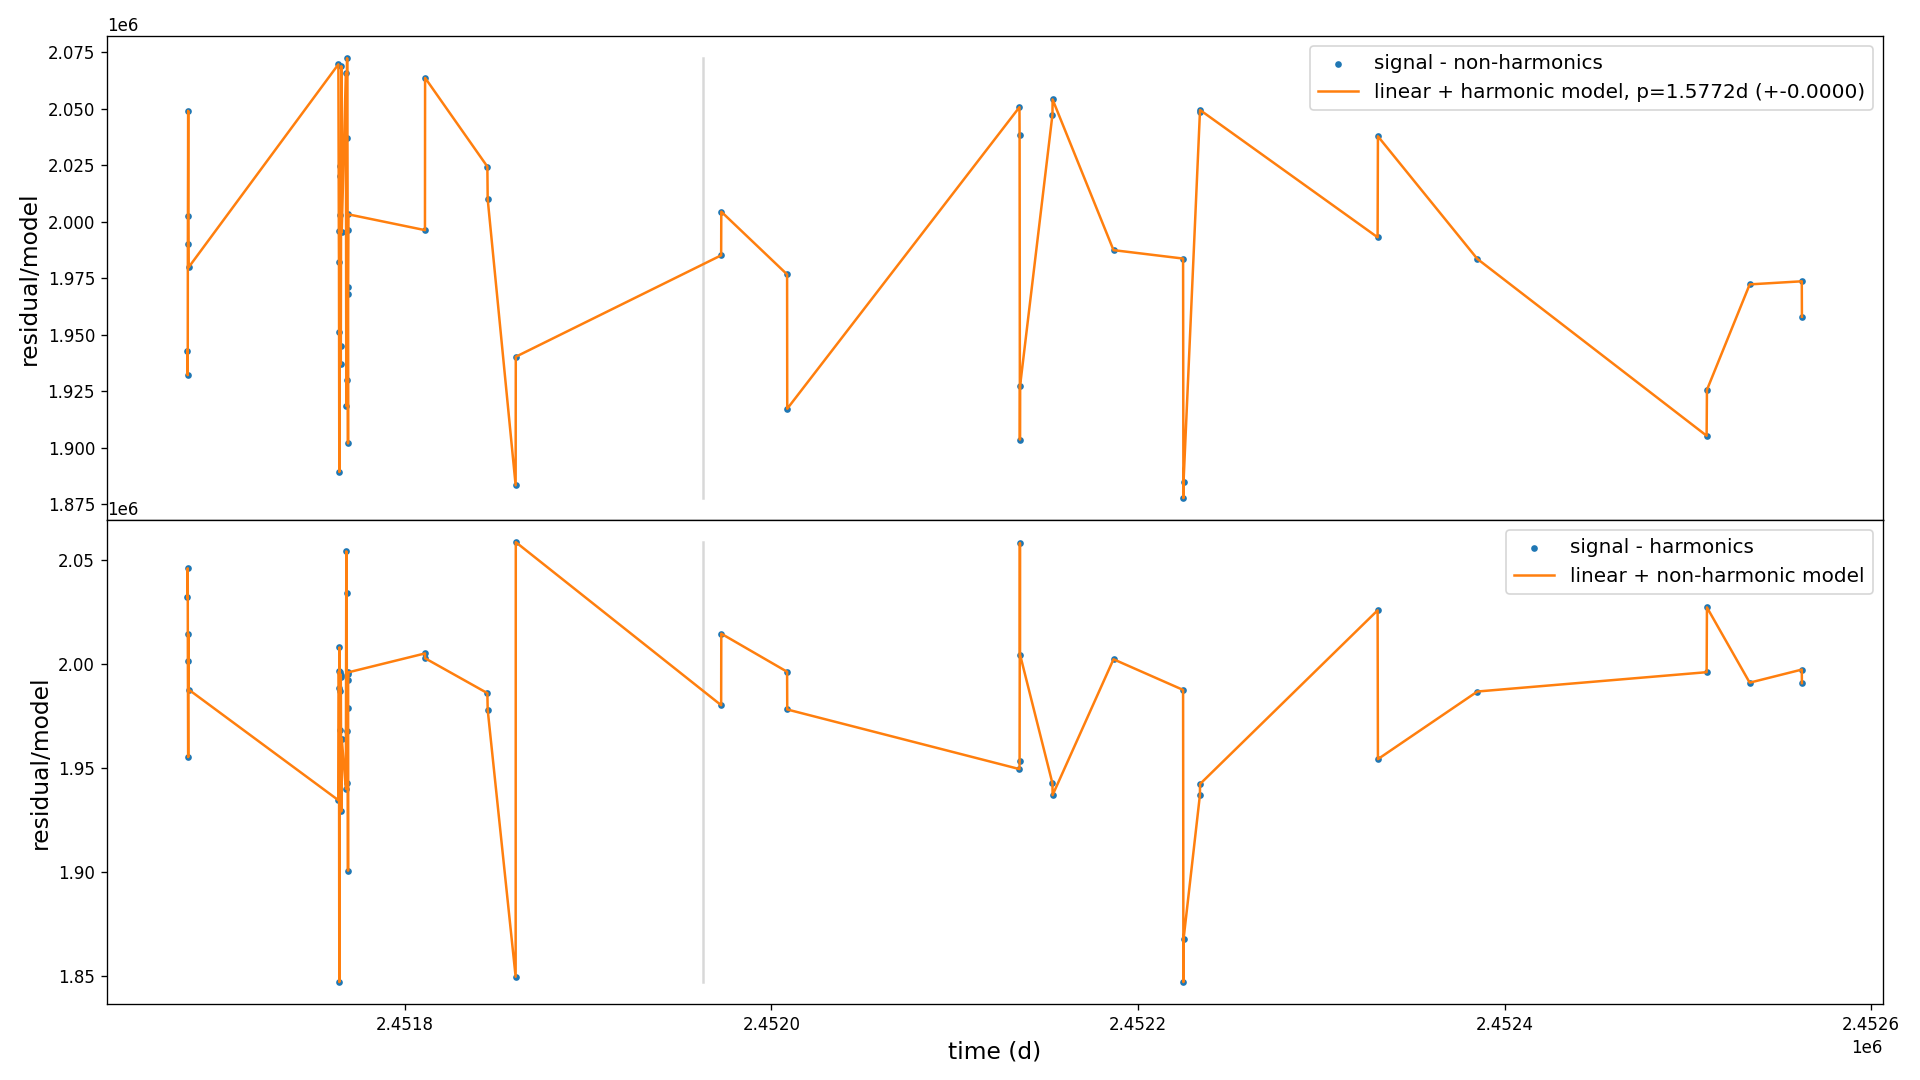 1e6
2.075
2.050
2.025
2.000
1.975
1.950
1.925
1.900
1.875
residual/model
signal - non-harmonics
linear + harmonic model, p=1.5772d (+-0.0000)
1e6
2.05
2.00
1.95
1.90
1.85
residual/model
signal - harmonics
linear + non-harmonic model
2.4518 2.4520 2.4522 2.4524 2.4526
1e6
time (d)